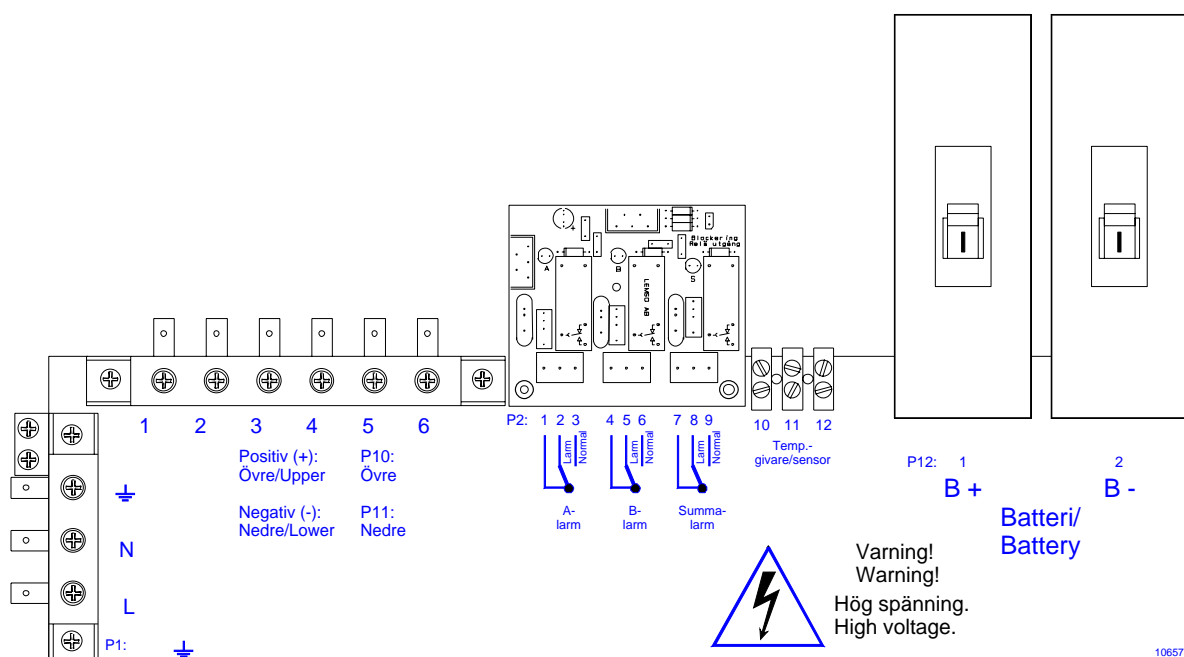 Blockering
Relä utgång
A
B
S
LEMSO AB
1 2 3 4 5 6
P2: 1 2 3 4 5 6 7 8 9
10 11 12
Larm
Normal
Larm
Normal
Larm
Normal
Temp.-
givare/sensor
Positiv (+):
Övre/Upper
P10:
Övre
Negativ (-):
Nedre/Lower
P11:
Nedre
A-
larm
B-
larm
Summa-
larm
P12: 1 2
B + B -
Batteri/
Battery
N
L
P1:
Varning!
Warning!
Hög spänning.
High voltage.
10657